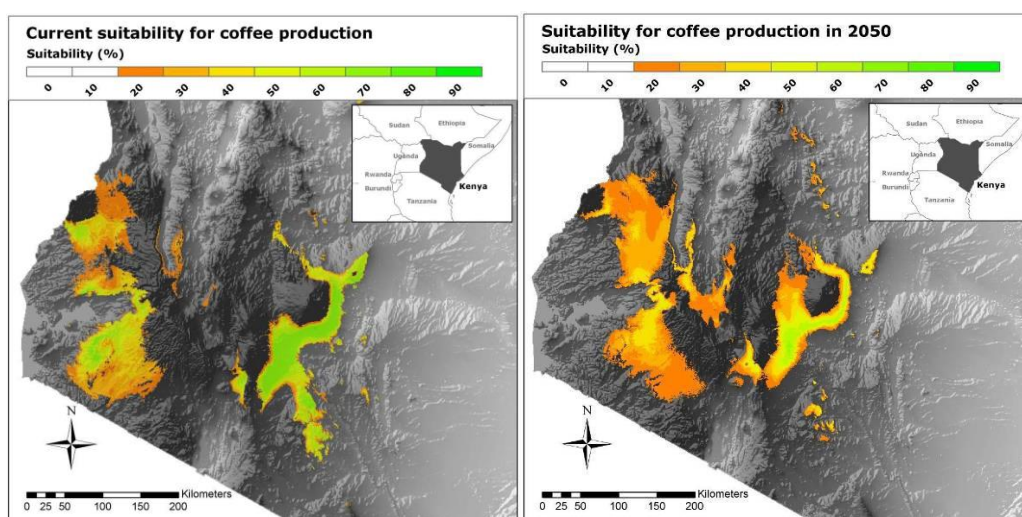 Current suitability for coffee production
Suitability (%)
0 10 20 30 40 50 60 70 80 90
Sudan
Ethiopia
Somalia
Uganda
Rwanda
Burundi
Kenya
Tanzania
N
Kilometers
0 25 50 100 150 200
Suitability for coffee production in 2050
Suitability (%)
0 10 20 30 40 50 60 70 80 90
Sudan
Ethiopia
Somalia
Uganda
Rwanda
Burundi
Kenya
Tanzania
N
Kilometers
0 25 50 100 150 200